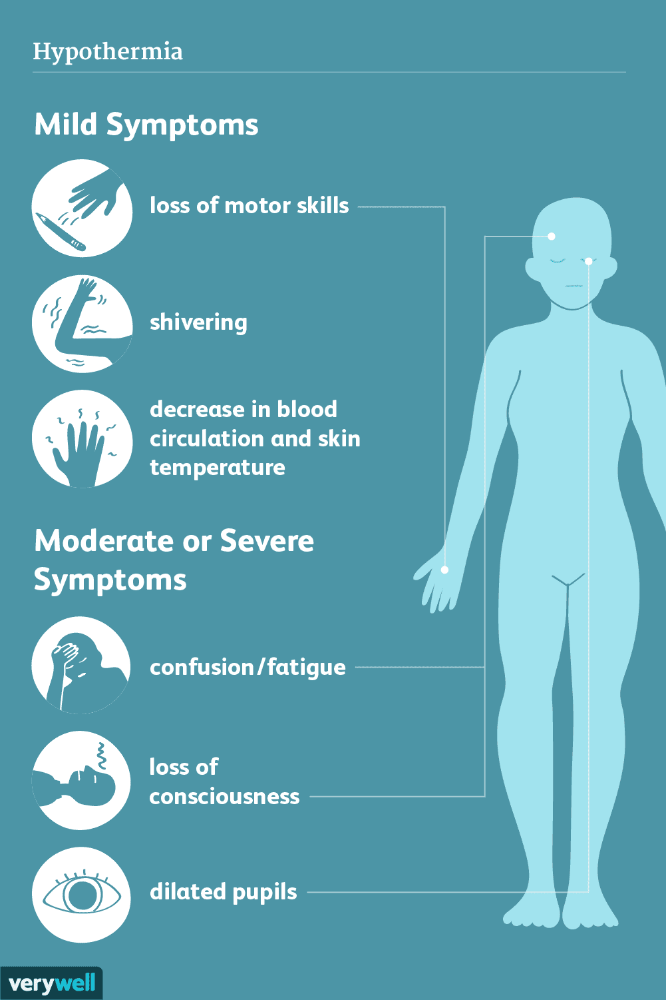 Hypothermia
Mild Symptoms
loss of motor skills
shivering
decrease in blood
circulation and skin
temperature
Moderate or Severe
Symptoms
confusion/fatigue
loss of
consciousness
dilated pupils
verywell